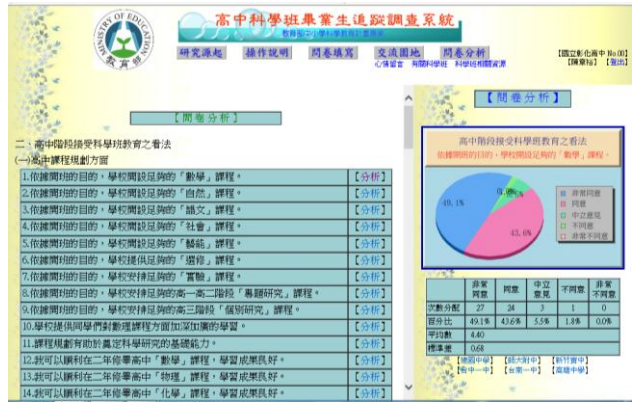 MINISTRY OF EDUCATION
教育部
高中科學班畢業生追蹤調查系統
研究源起 操作說明 問卷填寫 交流園地 問卷分析
心情留言 有關科學班 科學班相關資源
【國立彰化高中 No.00】
【登出】
【問卷分析】
二、高中階段接受科學班教育之看法
(一)高中課程規劃方面
1.依據開班的目的，學校開設足夠的「數學」課程。 【分析】
2.依據開班的目的，學校開設足夠的「自然」課程。 【分析】
3.依據開班的目的，學校開設足夠的「語文」課程。 【分析】
4.依據開班的目的，學校開設足夠的「社會」課程。 【分析】
5.依據開班的目的，學校開設足夠的「藝能」課程。 【分析】
6.依據開班的目的，學校提供足夠的「選修」課程。 【分析】
7.依據開班的目的，學校安排足夠的「實驗」課程。 【分析】
8.依據開班的目的，學校安排足夠的高一高二階段「專題研究」課程。 【分析】
9.依據開班的目的，學校安排足夠的高三階段「個別研究」課程。 【分析】
10.學校提供同學們對數理課程方面加深加廣的學習。 【分析】
11.課程規劃有助於奠定科學研究的基礎能力。 【分析】
12.我可以順利在二年修畢高中「數學」課程，學習成果良好。 【分析】
13.我可以順利在二年修畢高中「物理」課程，學習成果良好。 【分析】
14.我可以順利在二年修畢高中「化學」課程，學習成果良好。 【分析】
【問卷分析】
高中階段接受科學班教育之看法
依據開班的目的，學校開設足夠的「數學」課程。
49.1%
43.6%
非常同意
同意
中立意見
不同意
非常不同意
非常同意 同意 中立意見 不同意 非常不同意
次數分配 27 24 3 1 0
百分比 49.1% 43.6% 5.5% 1.8% 0.0%
平均數 4.40
標準差 0.68
【建國中學】 【師大附中】 【新竹實中】
【台中一中】 【台南一中】 【高雄中學】